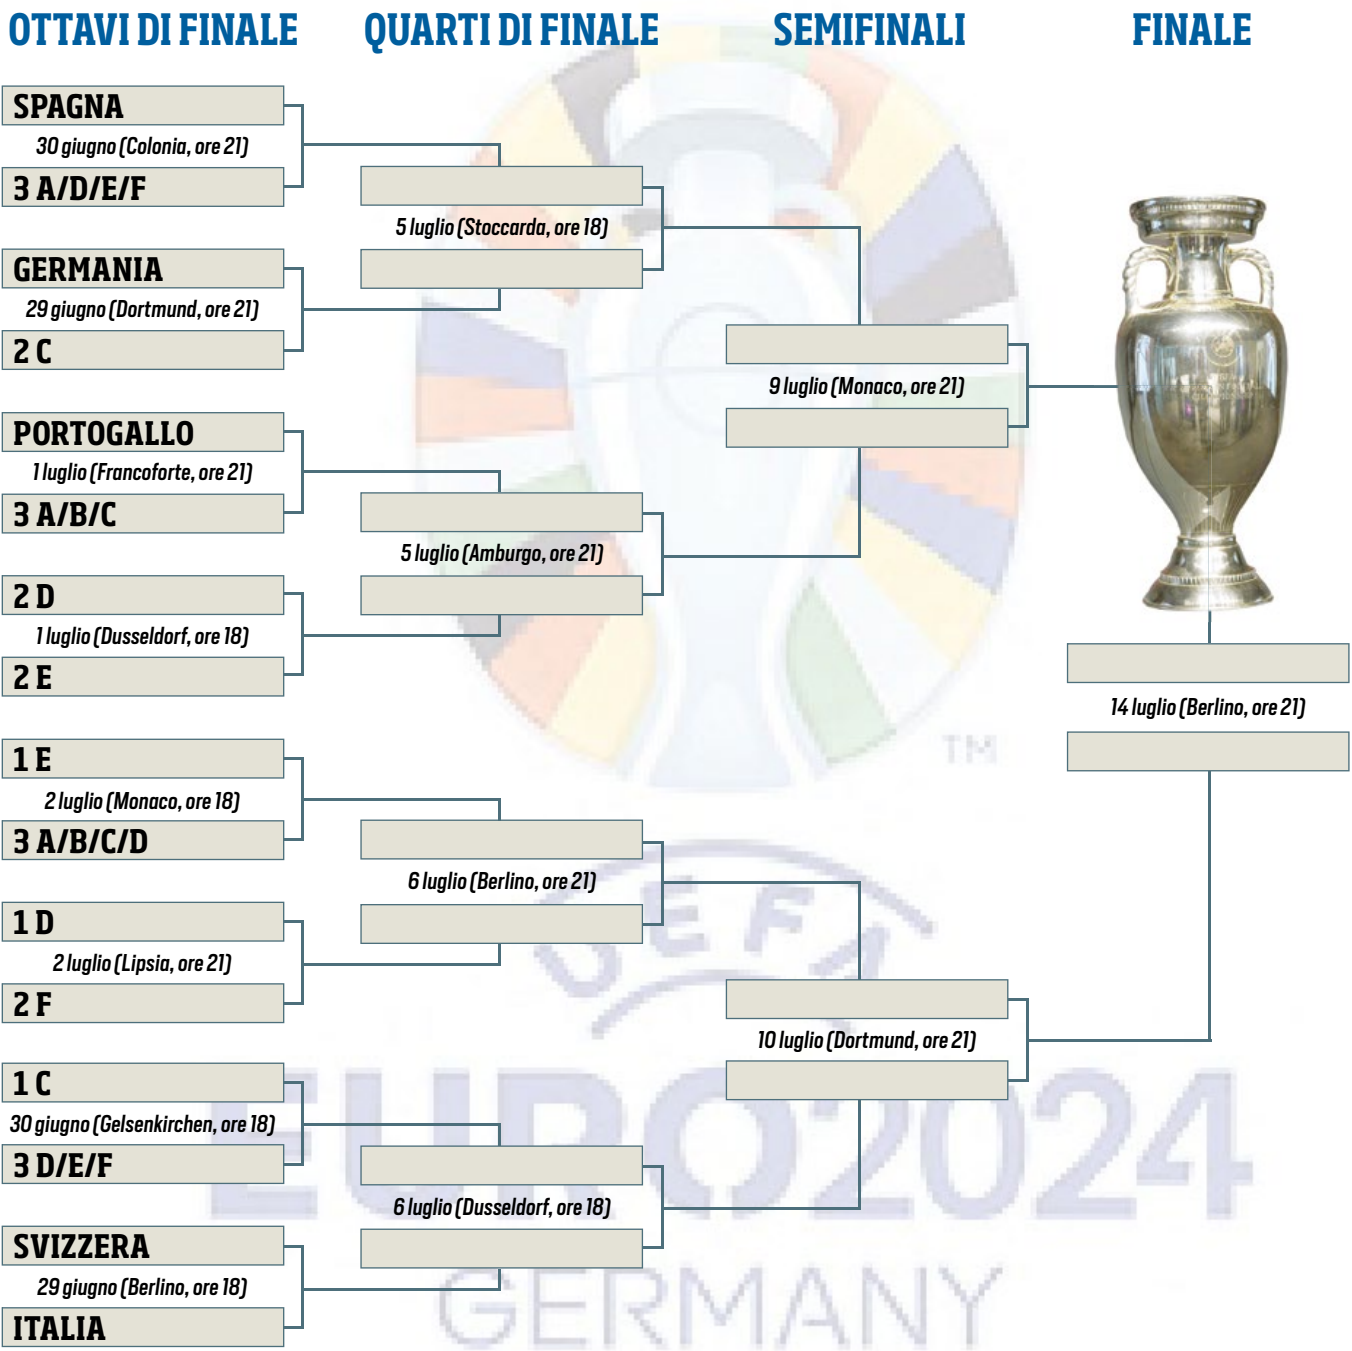 OTTAVI DI FINALE
QUARTI DI FINALE
SEMIFINALI
FINALE
SPAGNA
30 giugno (Colonia, ore 21)
3 A/D/E/F
GERMANIA
29 giugno (Dortmund, ore 21)
2 C
PORTOGALLO
1 luglio (Francoforte, ore 21)
3 A/B/C
2 D
1 luglio (Dusseldorf, ore 18)
2 E
1 E
2 luglio (Monaco, ore 18)
3 A/B/C/D
1 D
2 luglio (Lipsia, ore 21)
2 F
1 C
30 giugno (Gelsenkirchen, ore 18)
3 D/E/F
SVIZZERA
29 giugno (Berlino, ore 18)
ITALIA
5 luglio (Stoccarda, ore 18)
5 luglio (Amburgo, ore 21)
6 luglio (Berlino, ore 21)
6 luglio (Dusseldorf, ore 18)
9 luglio (Monaco, ore 21)
10 luglio (Dortmund, ore 21)
14 luglio (Berlino, ore 21)
TM
UEFA
EURO2024
GERMANY